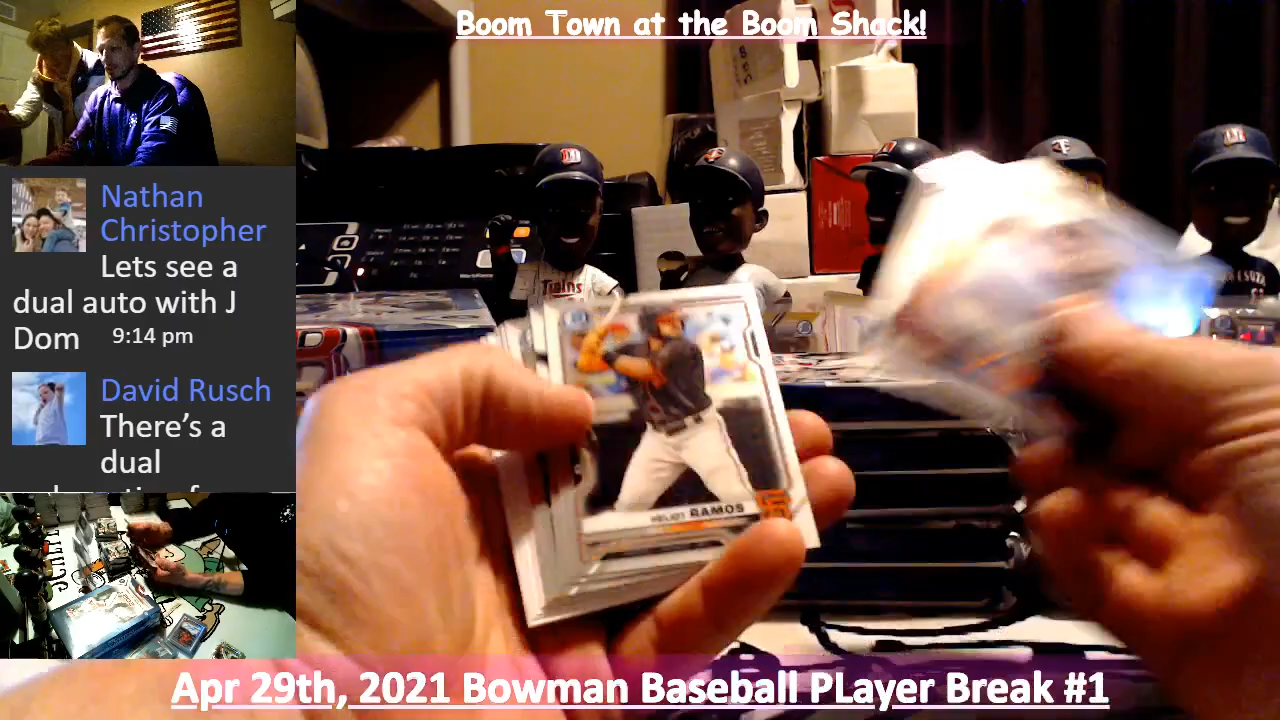 Boom Town at the Boom Shack!
Nathan
Christopher
Lets see a
dual auto with J
Dom 9:14 pm
David Rusch
There's a
dual
Twins
RAMOS
Apr 29th, 2021 Bowman Baseball PLayer Break #1